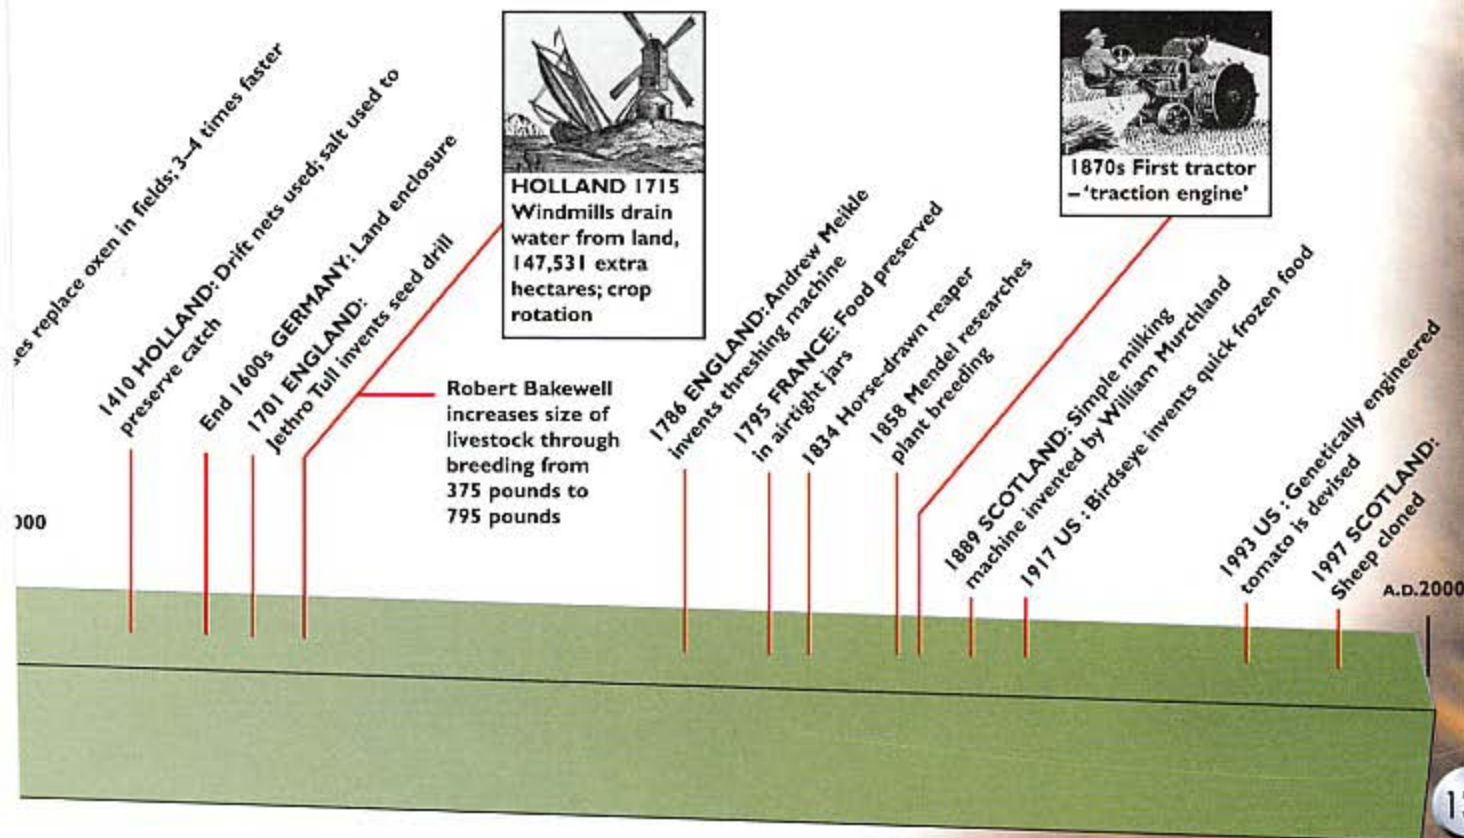 replace oxen in fields; 3–4 times faster
1410 HOLLAND: Drift nets used; salt used to
preserve catch
End 1600s GERMANY: Land enclosure
1701 ENGLAND:
Jethro Tull invents seed drill
HOLLAND 1715
Windmills drain
water from land,
147,531 extra
hectares; crop
rotation
Robert Bakewell
increases size of
livestock through
breeding from
375 pounds to
795 pounds
1786 ENGLAND: Andrew Meikle
invents threshing machine
1795 FRANCE: Food preserved
in airtight jars
1834 Horse-drawn reaper
1858 Mendel researches
plant breeding
1870s First tractor
– ‘traction engine’
1889 SCOTLAND: Simple milking
machine invented by William Murchland
1917 US : Birdseye invents quick frozen food
1993 US : Genetically engineered
tomato is devised
1997 SCOTLAND:
Sheep cloned
A.D.2000